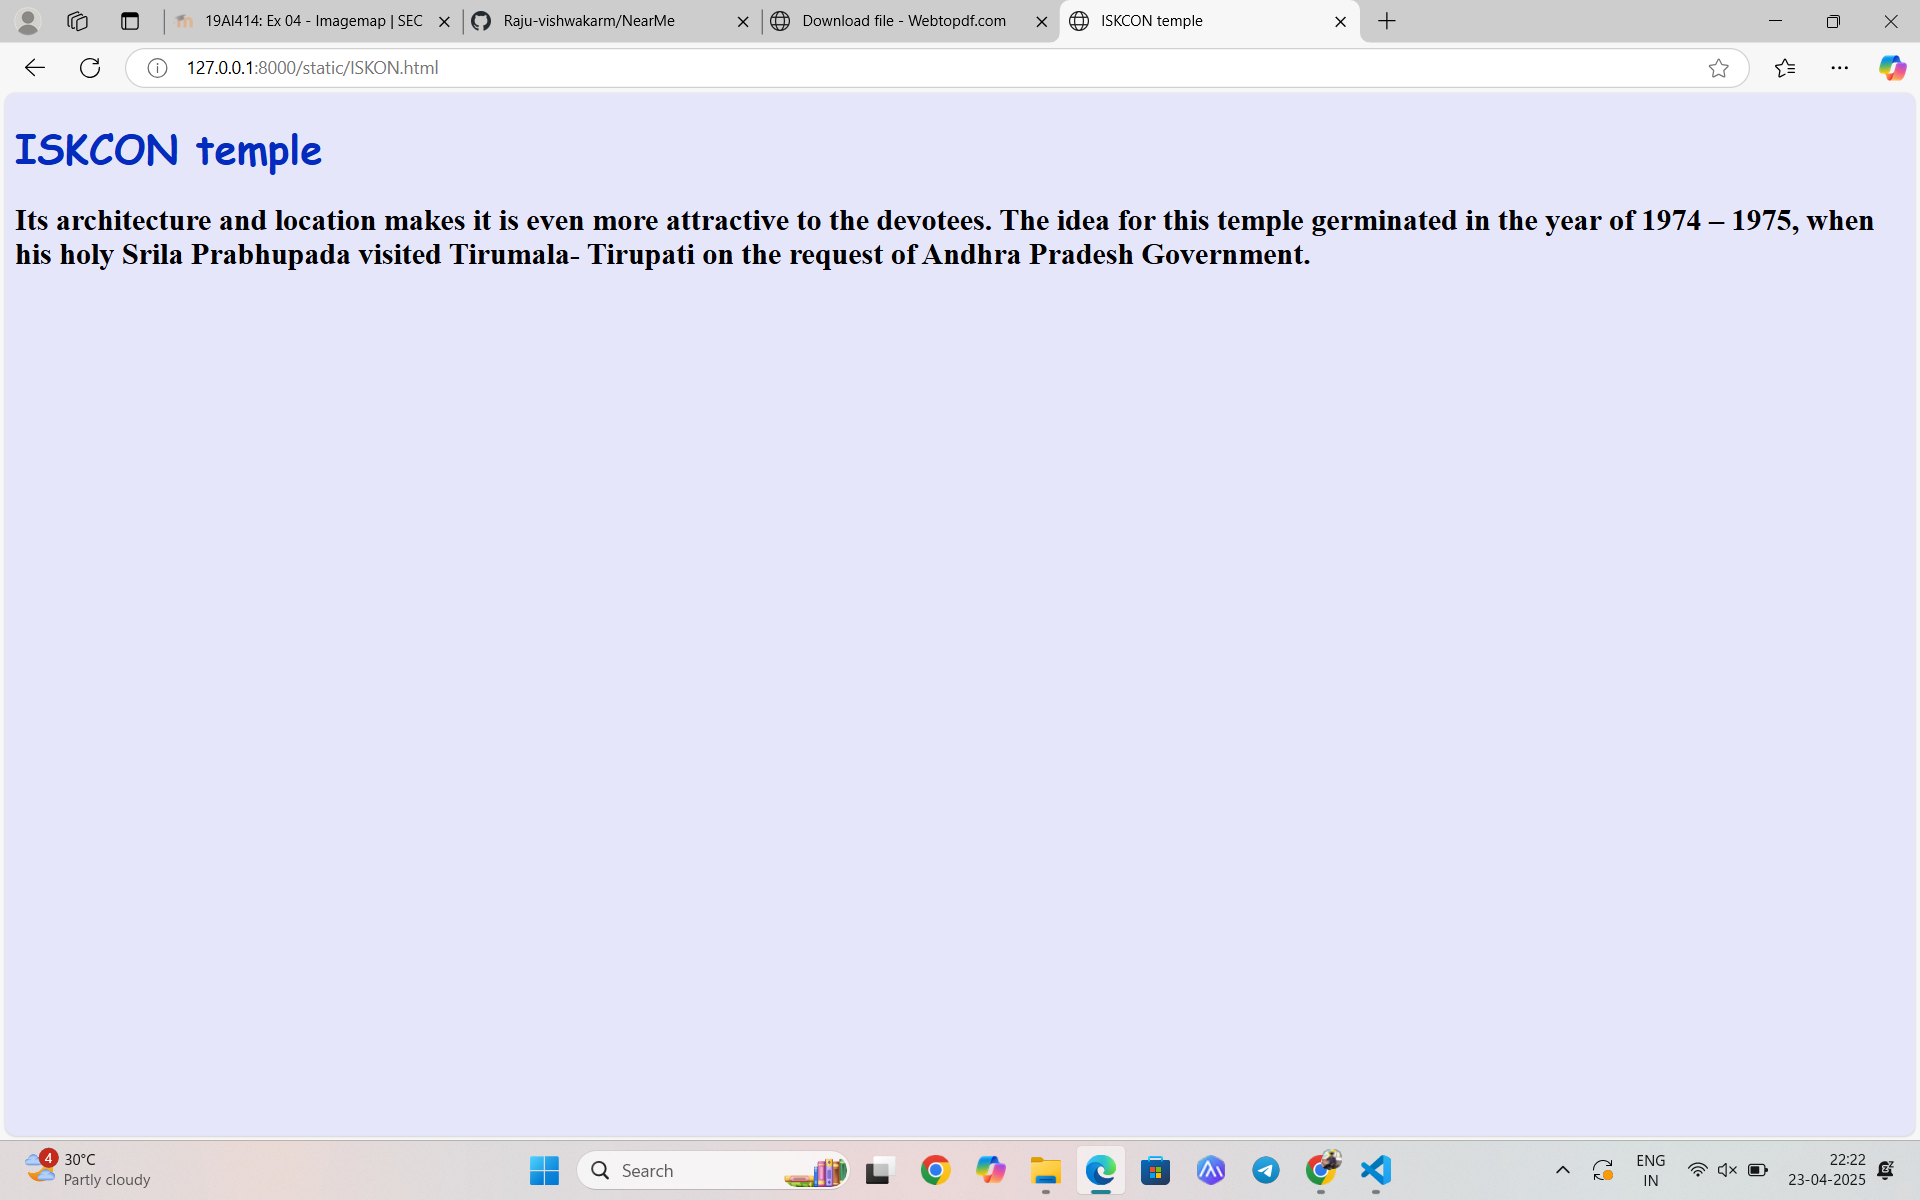 19AI414: Ex 04 - Imagemap | SEC
Raju-vishwakarm/NearMe
Download file - Webtopdf.com
ISKCON temple
127.0.0.1:8000/static/ISKON.html
ISKCON temple
Its architecture and location makes it is even more attractive to the devotees. The idea for this temple germinated in the year of 1974 – 1975, when
his holy Srila Prabhupada visited Tirumala- Tirupati on the request of Andhra Pradesh Government.
4
30°C
Partly cloudy
Search
ENG
IN
22:22
23-04-2025